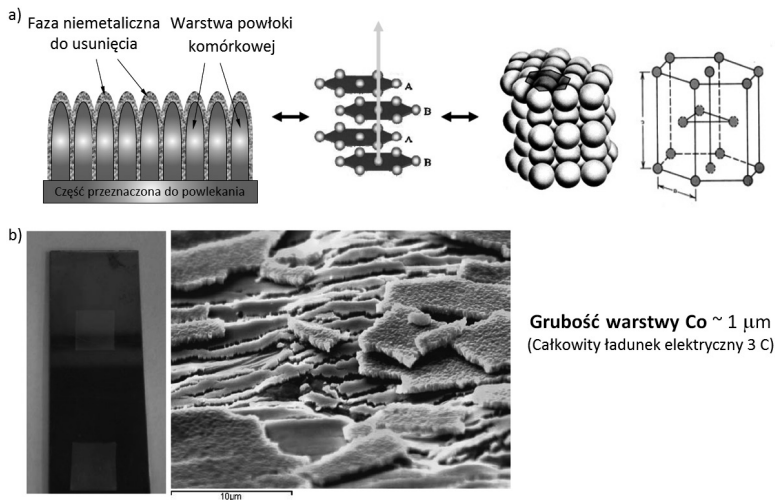 a)
Faza niemetaliczna
do usunięcia
Warstwa powłoki
komórkowej
Część przeznaczona do powlekania
A
B
A
B
b)
10µm
Grubość warstwy Co ~ 1 µm
(Całkowity ładunek elektryczny 3 C)